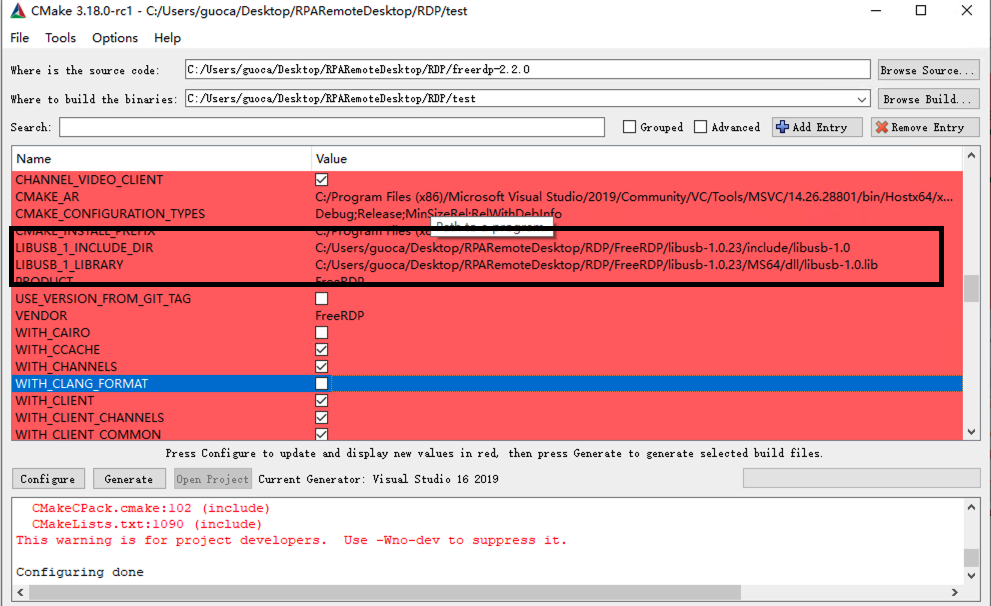 CMake 3.18.0-rc1 - C:/Users/guoca/Desktop/RPARemoteDesktop/RDP/test
File Tools Options Help
Where is the source code: C:/Users/guoca/Desktop/RPARemoteDesktop/RDP/freerdp-2.2.0 Browse Source...
Where to build the binaries: C:/Users/guoca/Desktop/RPARemoteDesktop/RDP/test Browse Build...
Search: Grouped Advanced Add Entry Remove Entry
Name Value
CHANNEL_VIDEO_CLIENT
CMAKE_AR C:/Program Files (x86)/Microsoft Visual Studio/2019/Community/VC/Tools/MSVC/14.26.28801/bin/Hostx64/x...
CMAKE_CONFIGURATION_TYPES Debug;Release;MinSizeRel;RelWithDebInfo
CMAKE_INSTALL_PREFIX C:/Program Files
LIBUSB_1_INCLUDE_DIR C:/Users/guoca/Desktop/RPARemoteDesktop/RDP/FreeRDP/libusb-1.0.23/include/libusb-1.0
LIBUSB_1_LIBRARY C:/Users/guoca/Desktop/RPARemoteDesktop/RDP/FreeRDP/libusb-1.0.23/MS64/dll/libusb-1.0.lib
PRODUCT FreeRDP
USE_VERSION_FROM_GIT_TAG
VENDOR FreeRDP
WITH_CAIRO
WITH_CCACHE
WITH_CHANNELS
WITH_CLANG_FORMAT
WITH_CLIENT
WITH_CLIENT_CHANNELS
WITH_CLIENT_COMMON
Press Configure to update and display new values in red, then press Generate to generate selected build files.
Configure Generate Open Project Current Generator: Visual Studio 16 2019
CMakeCPack.cmake:102 (include)
CMakeLists.txt:1090 (include)
This warning is for project developers. Use -Wno-dev to suppress it.
Configuring done